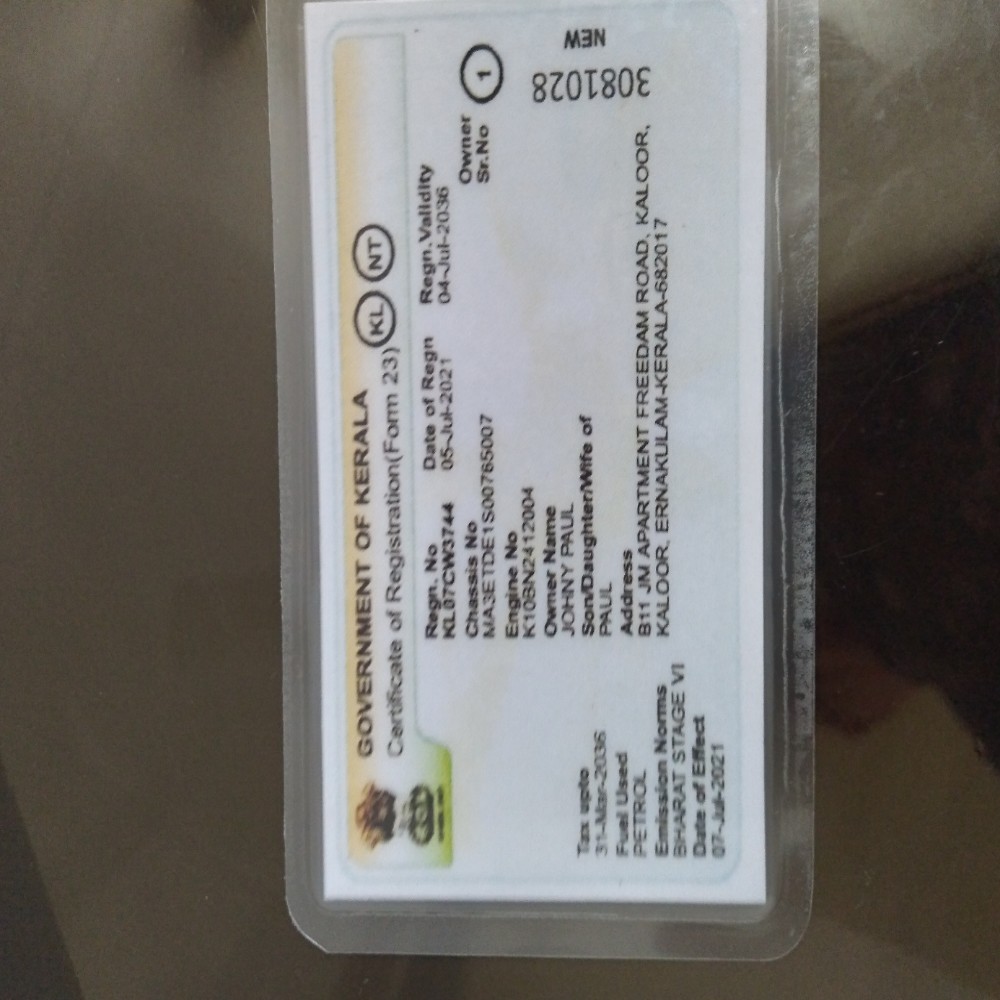 GOVERNMENT OF KERALA
Certificate of Registration(Form 23) KL NT
Regn. No Date of Regn Regn.Validity
KL07CW3744 05-Jul-2021 04-Jul-2036
Chassis No
MA3ETDE1S00765007
Owner
Sr.No 1
Engine No
K10BN2412004
Owner Name
JOHNY PAUL
Son/Daughter/Wife of
PAUL
Address
B11 JM APARTMENT FREEDAM ROAD, KALOOR,
KALOOR, ERNAKULAM-KERALA-682017
Tax upto
31-Mar-2036
Fuel Used
PETROL
Emission Norms
BHARAT STAGE VI
Date of Effect
07-Jul-2021
3081028
NEW